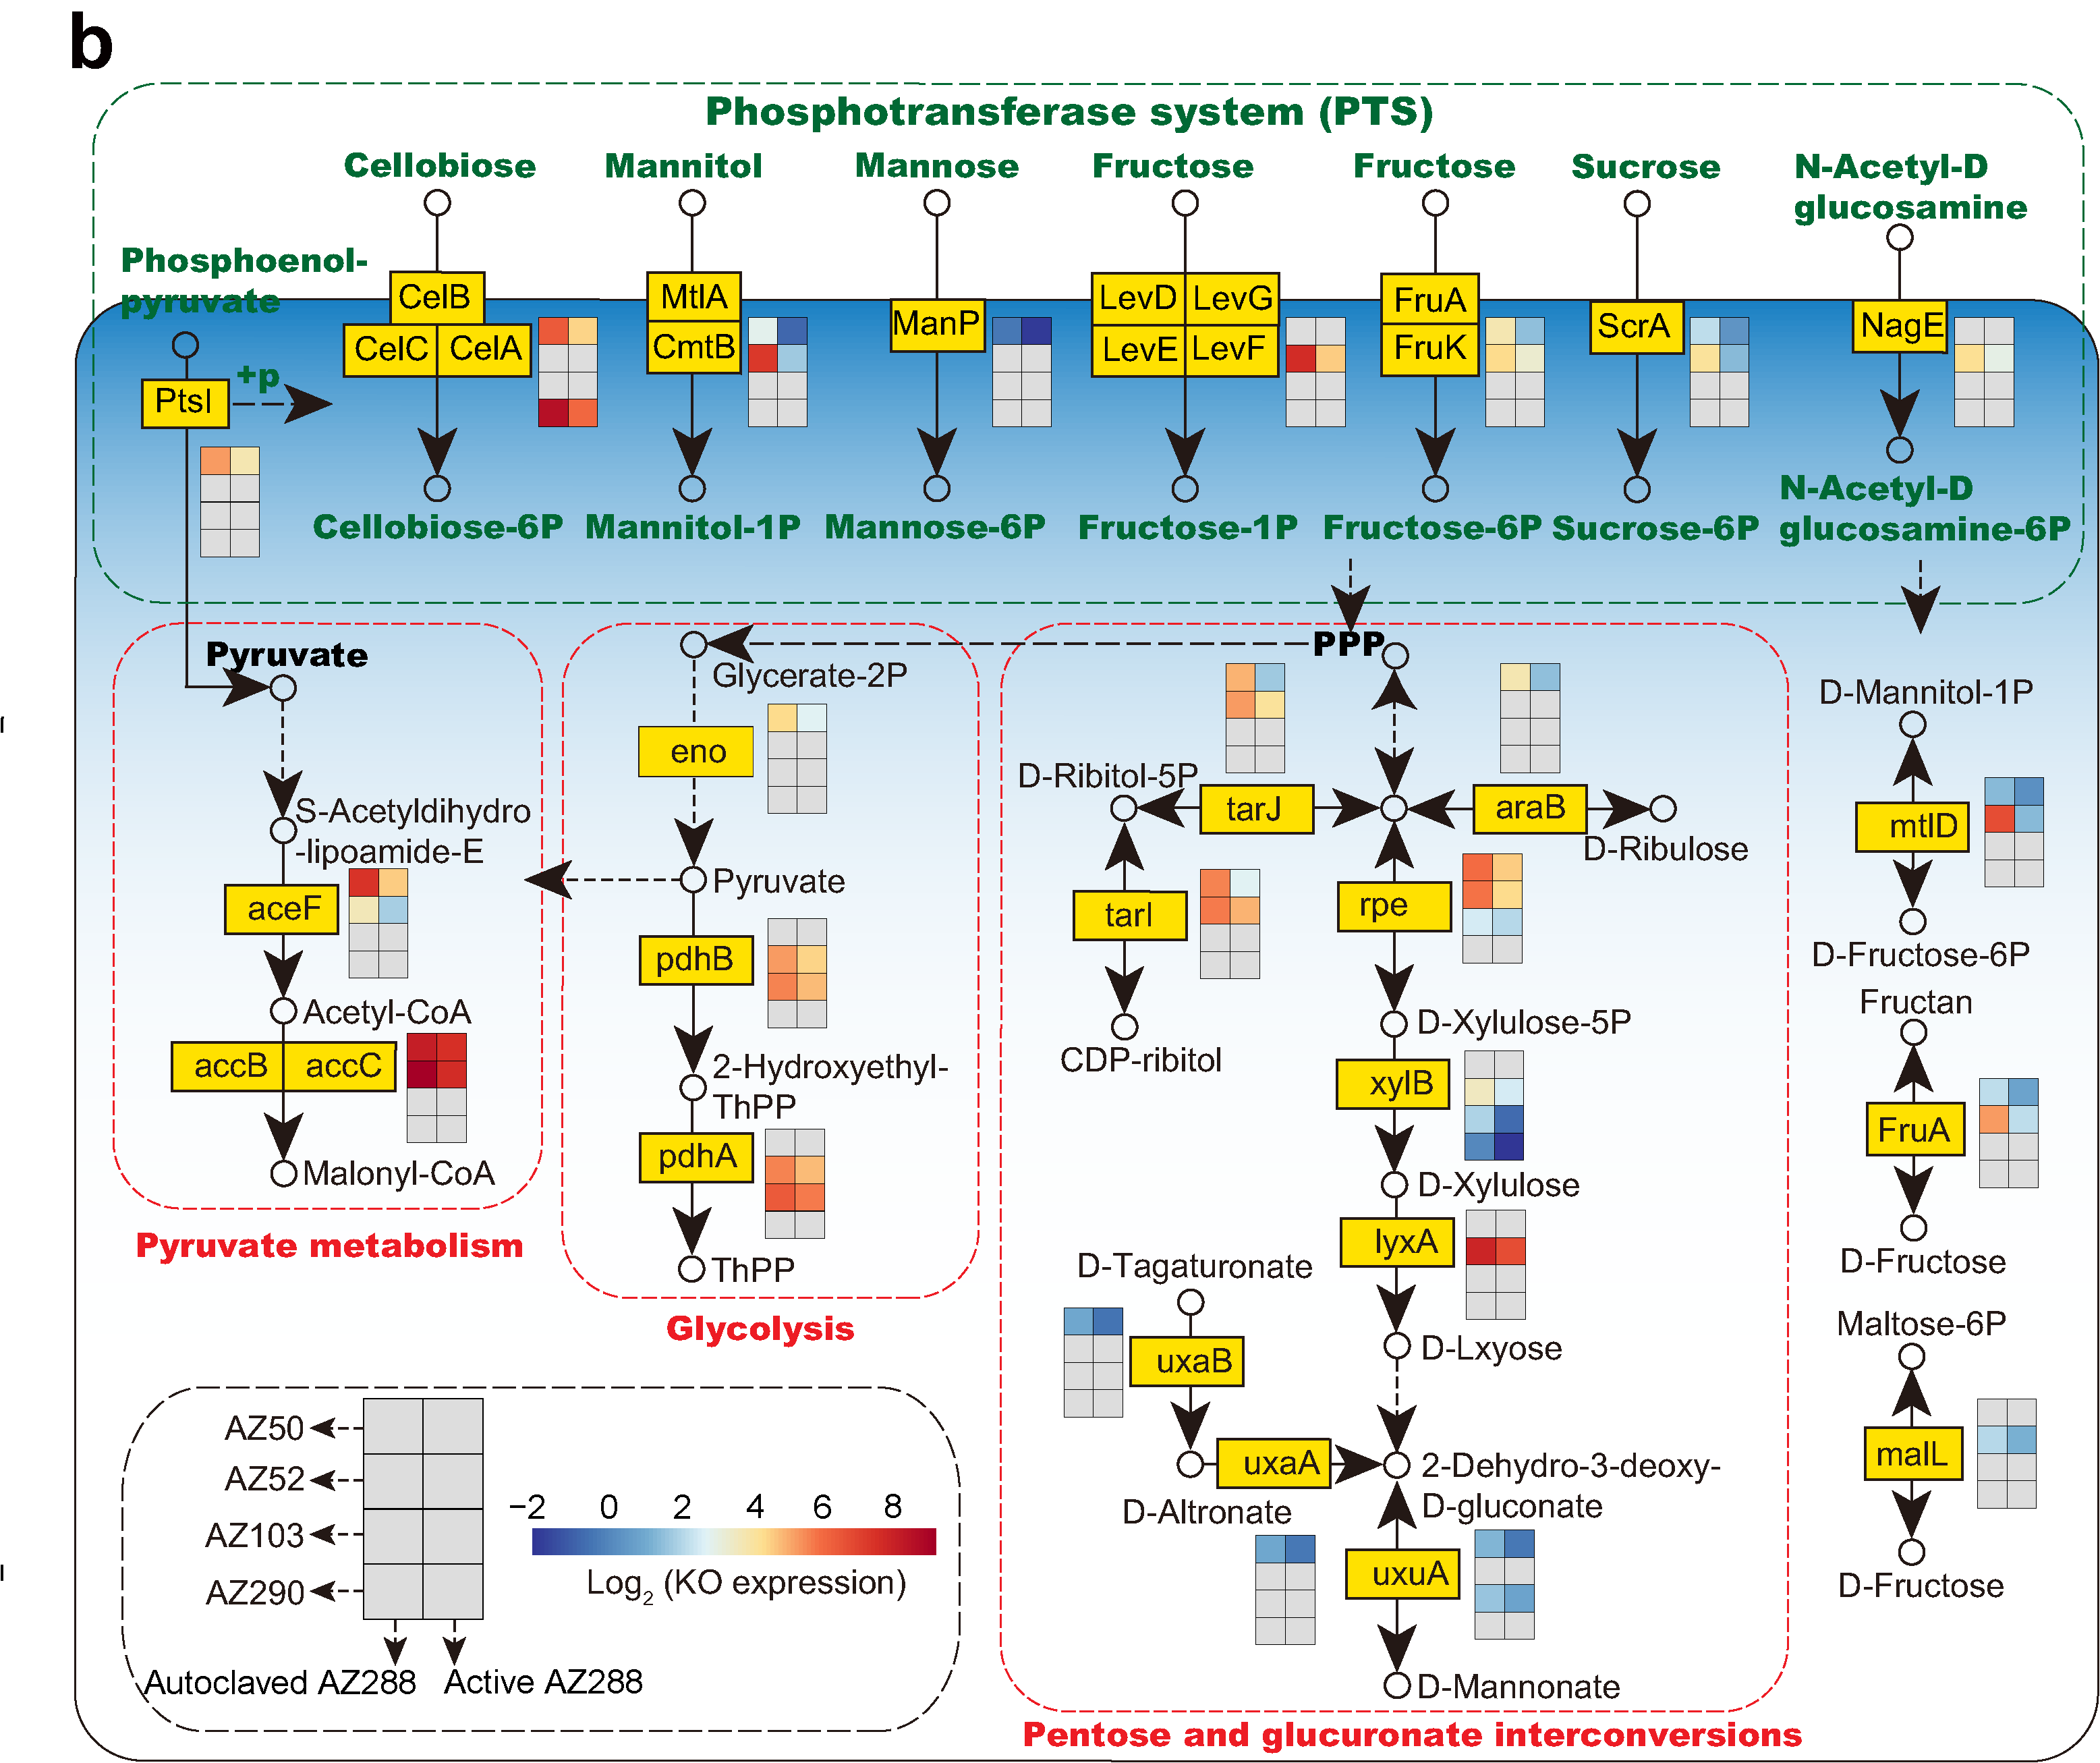 b
Phosphotransferase system (PTS)
Cellobiose
Mannitol
Mannose
Fructose
Fructose
Sucrose
N-Acetyl-D
glucosamine
Phosphoenol-
pyruvate
CelB
CelC
CelA
MtlA
CmtB
ManP
LevD
LevG
LevE
LevF
FruA
FruK
ScrA
NagE
PtsI
+p
Cellobiose-6P
Mannitol-1P
Mannose-6P
Fructose-1P
Fructose-6P
Sucrose-6P
N-Acetyl-D
glucosamine-6P
Pyruvate
S-Acetyldihydro
-lipoamide-E
aceF
Acetyl-CoA
accB
accC
Malonyl-CoA
Pyruvate metabolism
Glycerate-2P
eno
Pyruvate
pdhB
2-Hydroxyethyl-
ThPP
pdhA
ThPP
Glycolysis
PPP
D-Ribitol-5P
tarJ
araB
D-Ribulose
tarI
rpe
CDP-ribitol
D-Xylulose-5P
xylB
D-Xylulose
lyxA
D-Tagaturonate
D-Lxyose
uxaB
uxaA
D-Altronate
2-Dehydro-3-deoxy-
D-gluconate
uxuA
D-Mannonate
Pentose and glucuronate interconversions
D-Mannitol-1P
mtlD
D-Fructose-6P
Fructan
FruA
D-Fructose
Maltose-6P
malL
D-Fructose
AZ50
AZ52
AZ103
AZ290
Autoclaved AZ288
Active AZ288
−2 0 2 4 6 8
Log2 (KO expression)